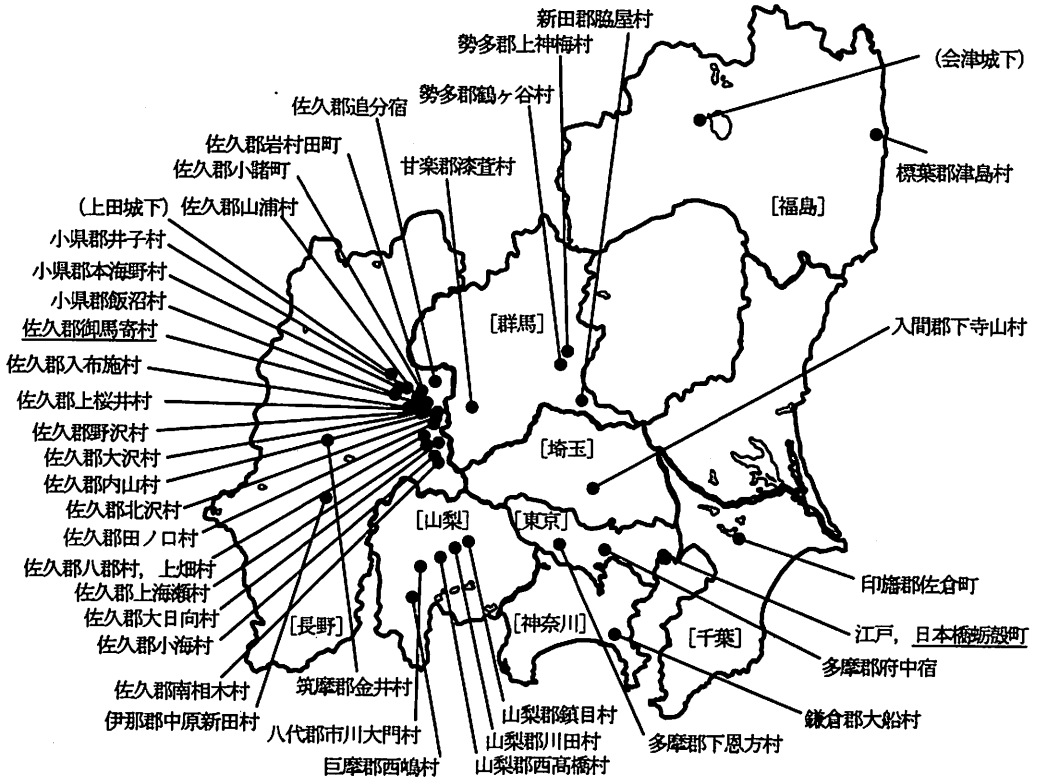 新田郡脇屋村
勢多郡上神梅村
(会津城下)
勢多郡鶴ヶ谷村
佐久郡追分宿
佐久郡岩村田町
甘楽郡漆萓村
佐久郡小諸町
標葉郡津島村
(上田城下)
佐久郡山浦村
[福島]
小県郡井子村
小県郡本海野村
小県郡飯沼村
[群馬]
佐久郡御馬寄村
入間郡下寺山村
佐久郡入布施村
佐久郡上桜井村
佐久郡野沢村
[埼玉]
佐久郡大沢村
佐久郡内山村
佐久郡北沢村
[山梨]
[東京]
佐久郡田ノ口村
佐久郡八郡村，上畑村
印旛郡佐倉町
佐久郡上海瀬村
佐久郡大日向村
[長野]
[神奈川]
[千葉]
江戸，日本橋蛎殻町
佐久郡小海村
多摩郡府中宿
佐久郡南相木村
筑摩郡金井村
伊那郡中原新田村
山梨郡鎮目村
鎌倉郡大船村
八代郡市川大門村
山梨郡川田村
多摩郡下恩方村
巨摩郡西嶋村
山梨郡西高橋村